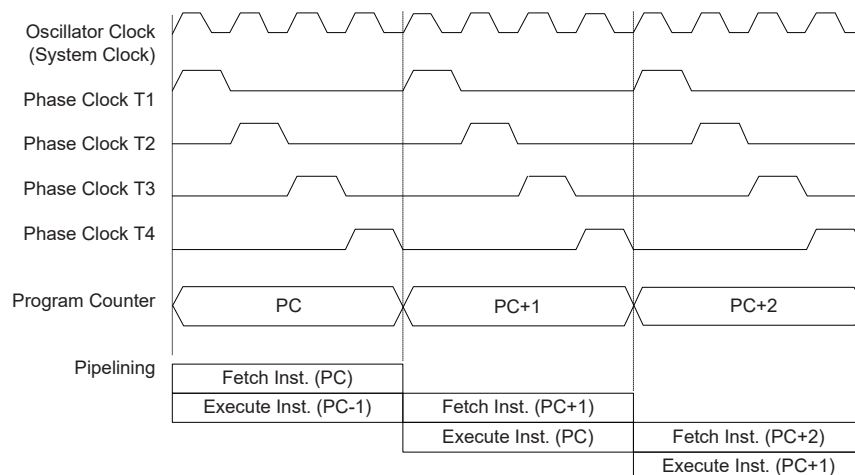 Oscillator Clock
(System Clock)
Phase Clock T1
Phase Clock T2
Phase Clock T3
Phase Clock T4
Program Counter
PC
PC+1
PC+2
Pipelining
Fetch Inst. (PC)
Execute Inst. (PC-1)
Fetch Inst. (PC+1)
Execute Inst. (PC)
Fetch Inst. (PC+2)
Execute Inst. (PC+1)